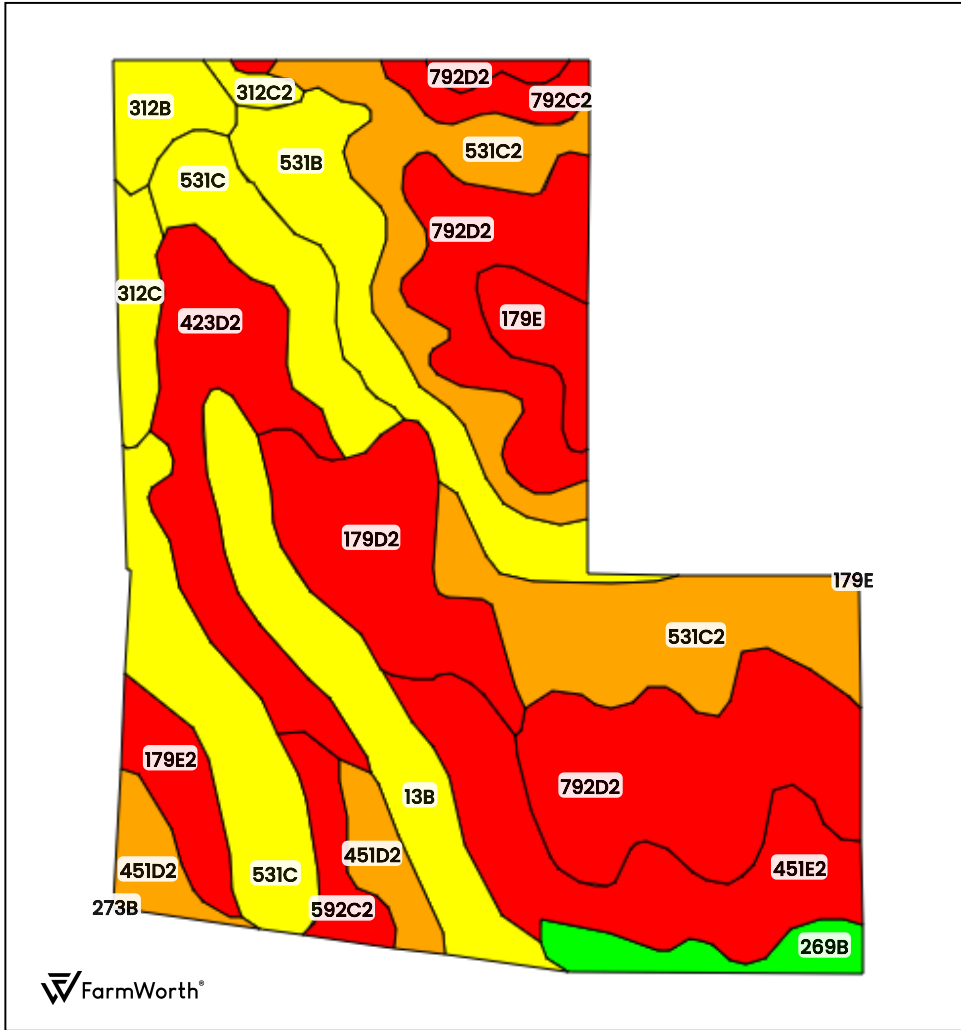 792D2
312C2
792C2
312B
531C2
531B
531C
792D2
312C
179E
423D2
179D2
179E
531C2
179E2
792D2
13B
451D2
451E2
451D2
531C
273B
592C2
269B
FarmWorth®